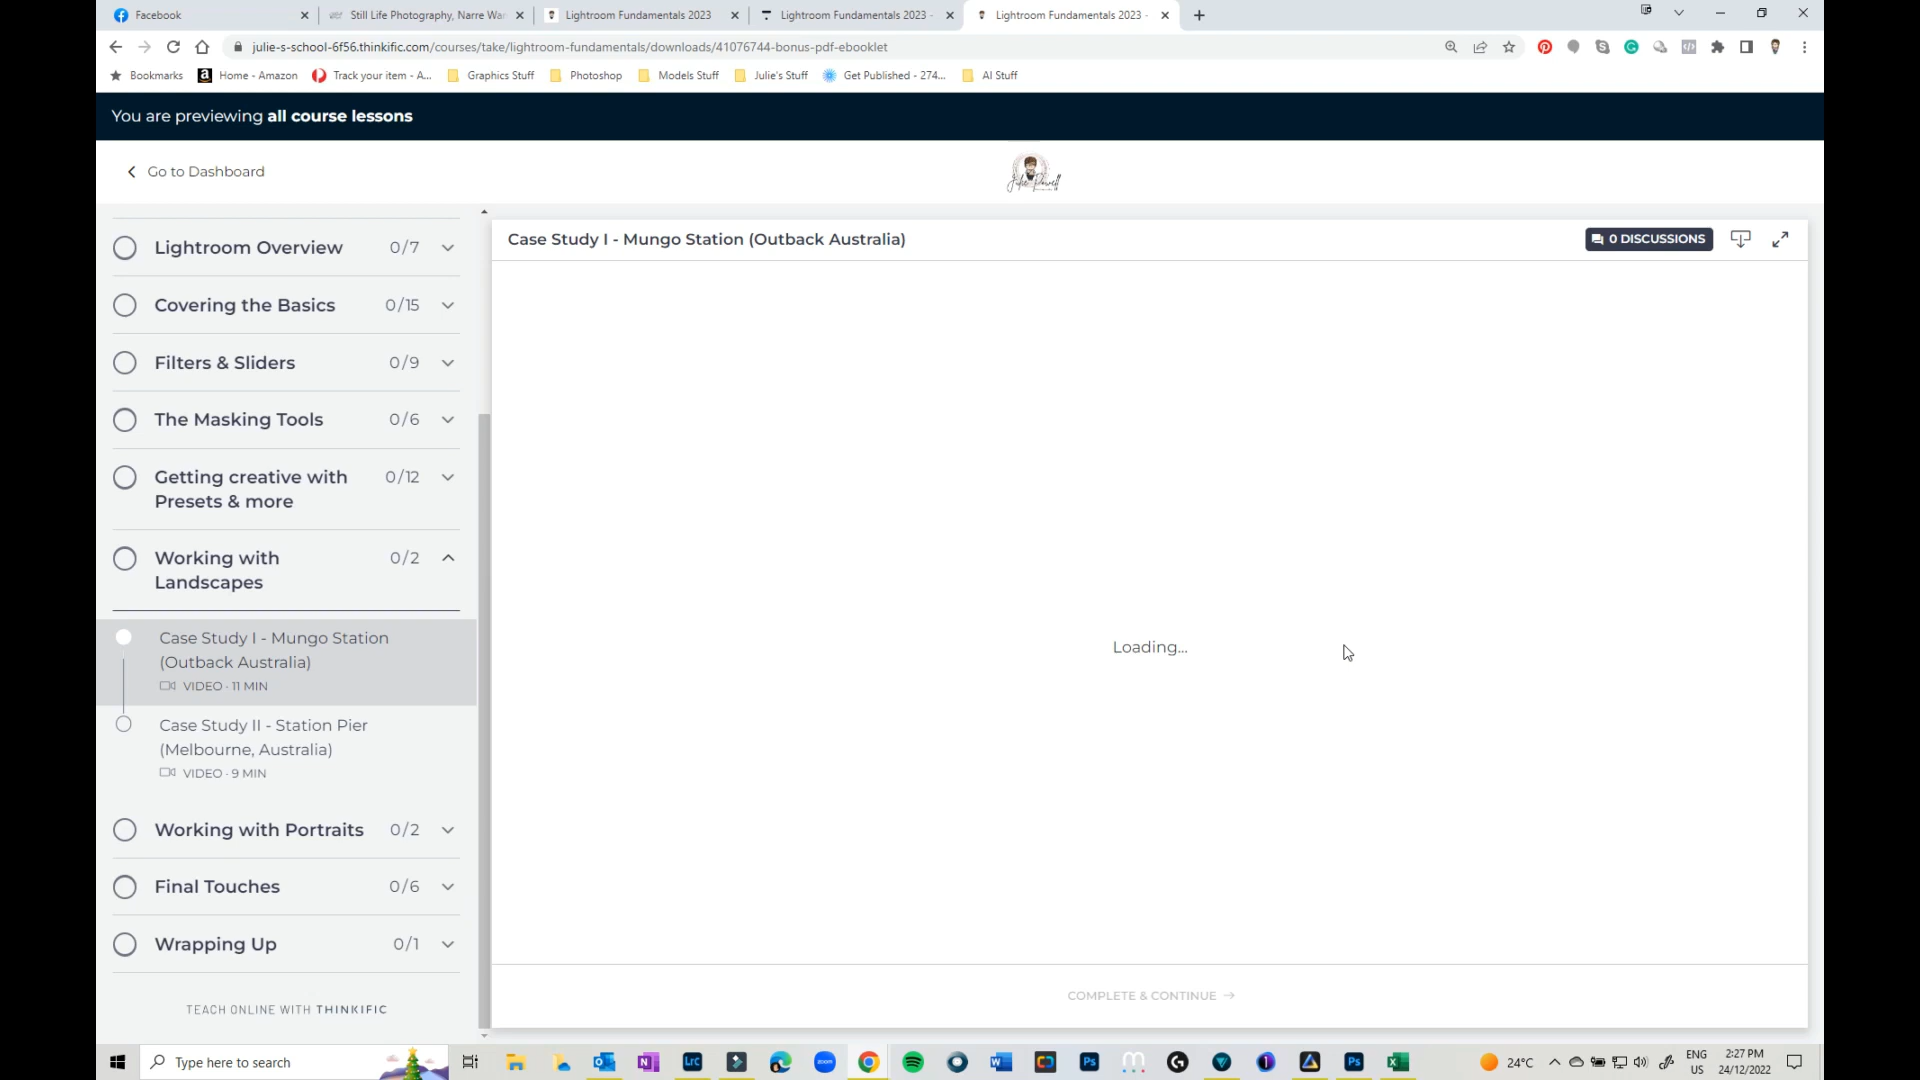 Facebook
Still Life Photography, Narre War
Lightroom Fundamentals 2023
Lightroom Fundamentals 2023 -
Lightroom Fundamentals 2023 -
julie-s-school-6f56.thinkific.com/courses/take/lightroom-fundamentals/downloads/41076744-bonus-pdf-ebooklet
Bookmarks
Home - Amazon
Track your item - A...
Graphics Stuff
Photoshop
Models Stuff
Julie's Stuff
Get Published - 274...
AI Stuff
You are previewing all course lessons
Go to Dashboard
Julie Powell
Lightroom Overview 0/7
Covering the Basics 0/15
Filters & Sliders 0/9
The Masking Tools 0/6
Getting creative with 0/12
Presets & more
Working with 0/2
Landscapes
Case Study I - Mungo Station
(Outback Australia)
VIDEO · 11 MIN
Case Study II - Station Pier
(Melbourne, Australia)
VIDEO · 9 MIN
Working with Portraits 0/2
Final Touches 0/6
Wrapping Up 0/1
TEACH ONLINE WITH THINKIFIC
Case Study I - Mungo Station (Outback Australia)
0 DISCUSSIONS
Loading...
COMPLETE & CONTINUE →
Type here to search
LrC
zoom
Ps
Ps
24°C
ENG
US
2:27 PM
24/12/2022